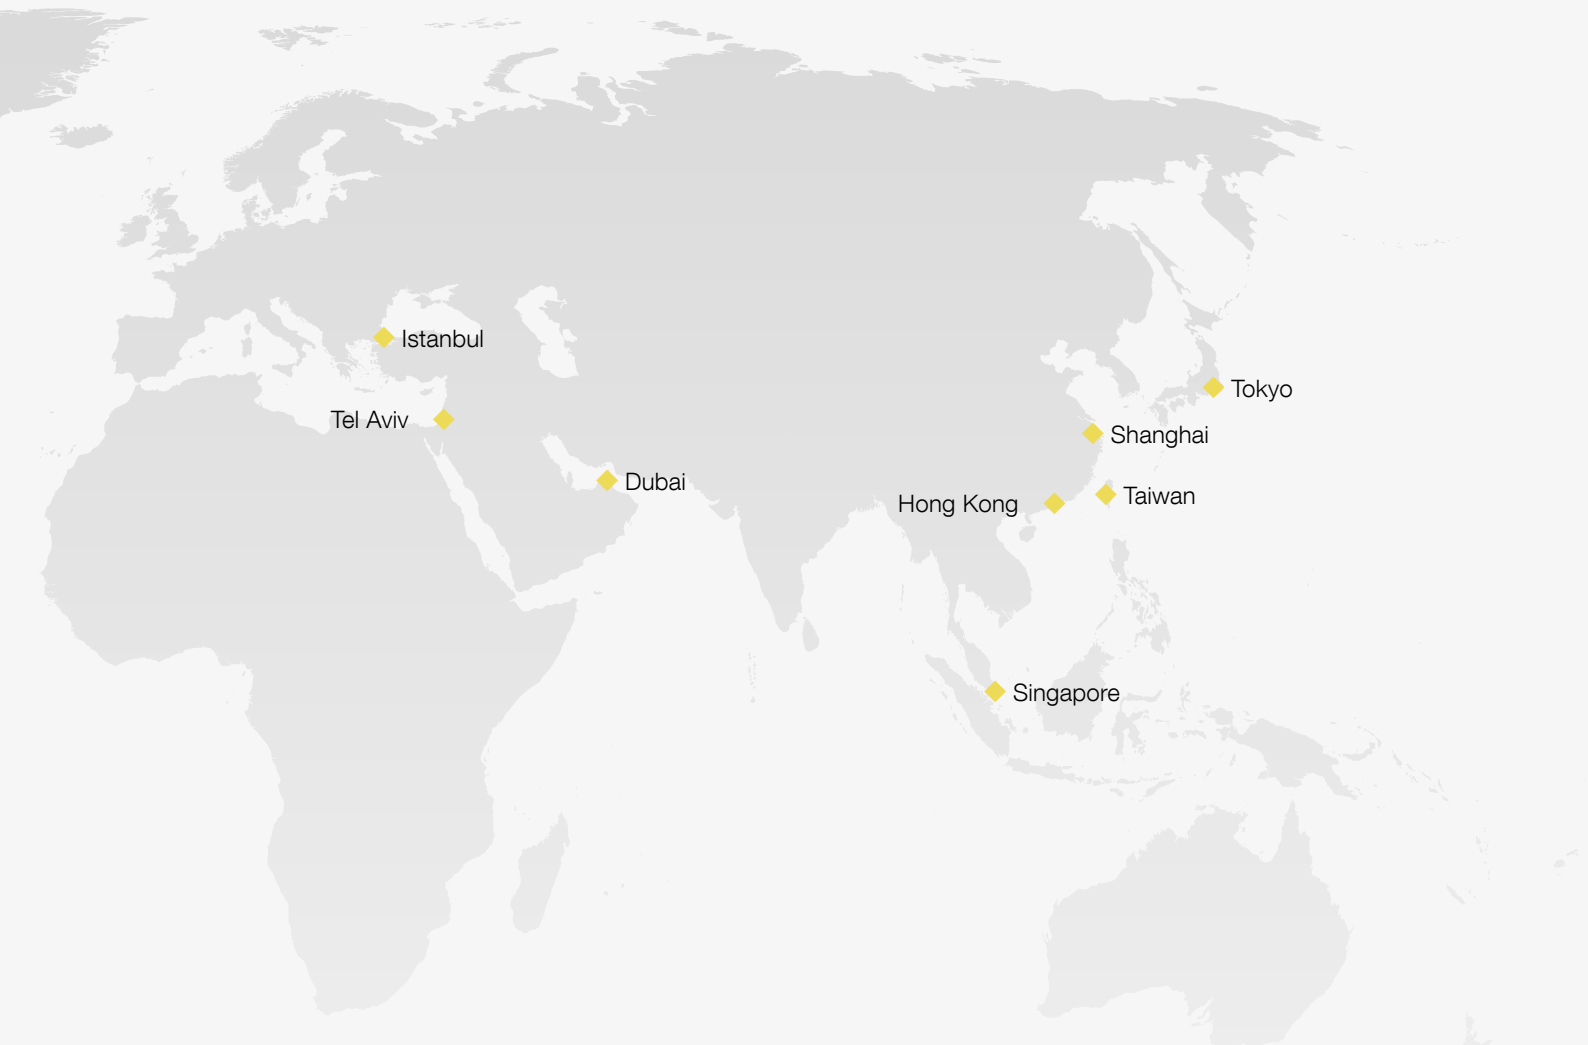 Istanbul
Tokyo
Tel Aviv
Shanghai
Dubai
Taiwan
Hong Kong
Singapore